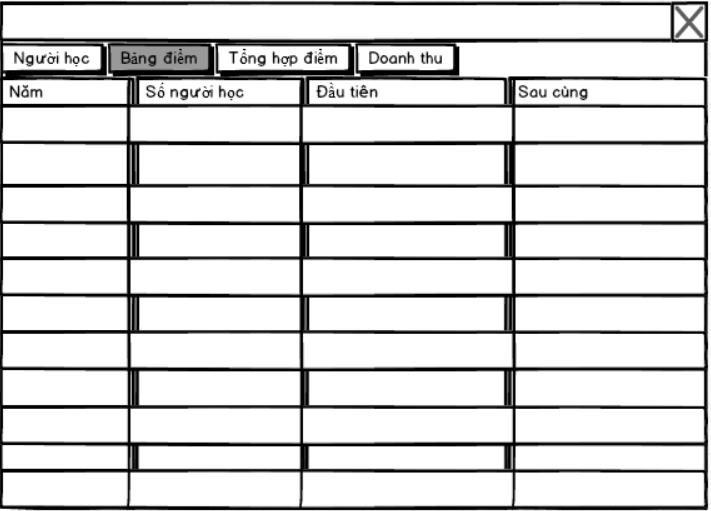 Người học Bảng điểm Tổng hợp điểm Doanh thu
Năm Số người học Đầu tiên Sau cùng